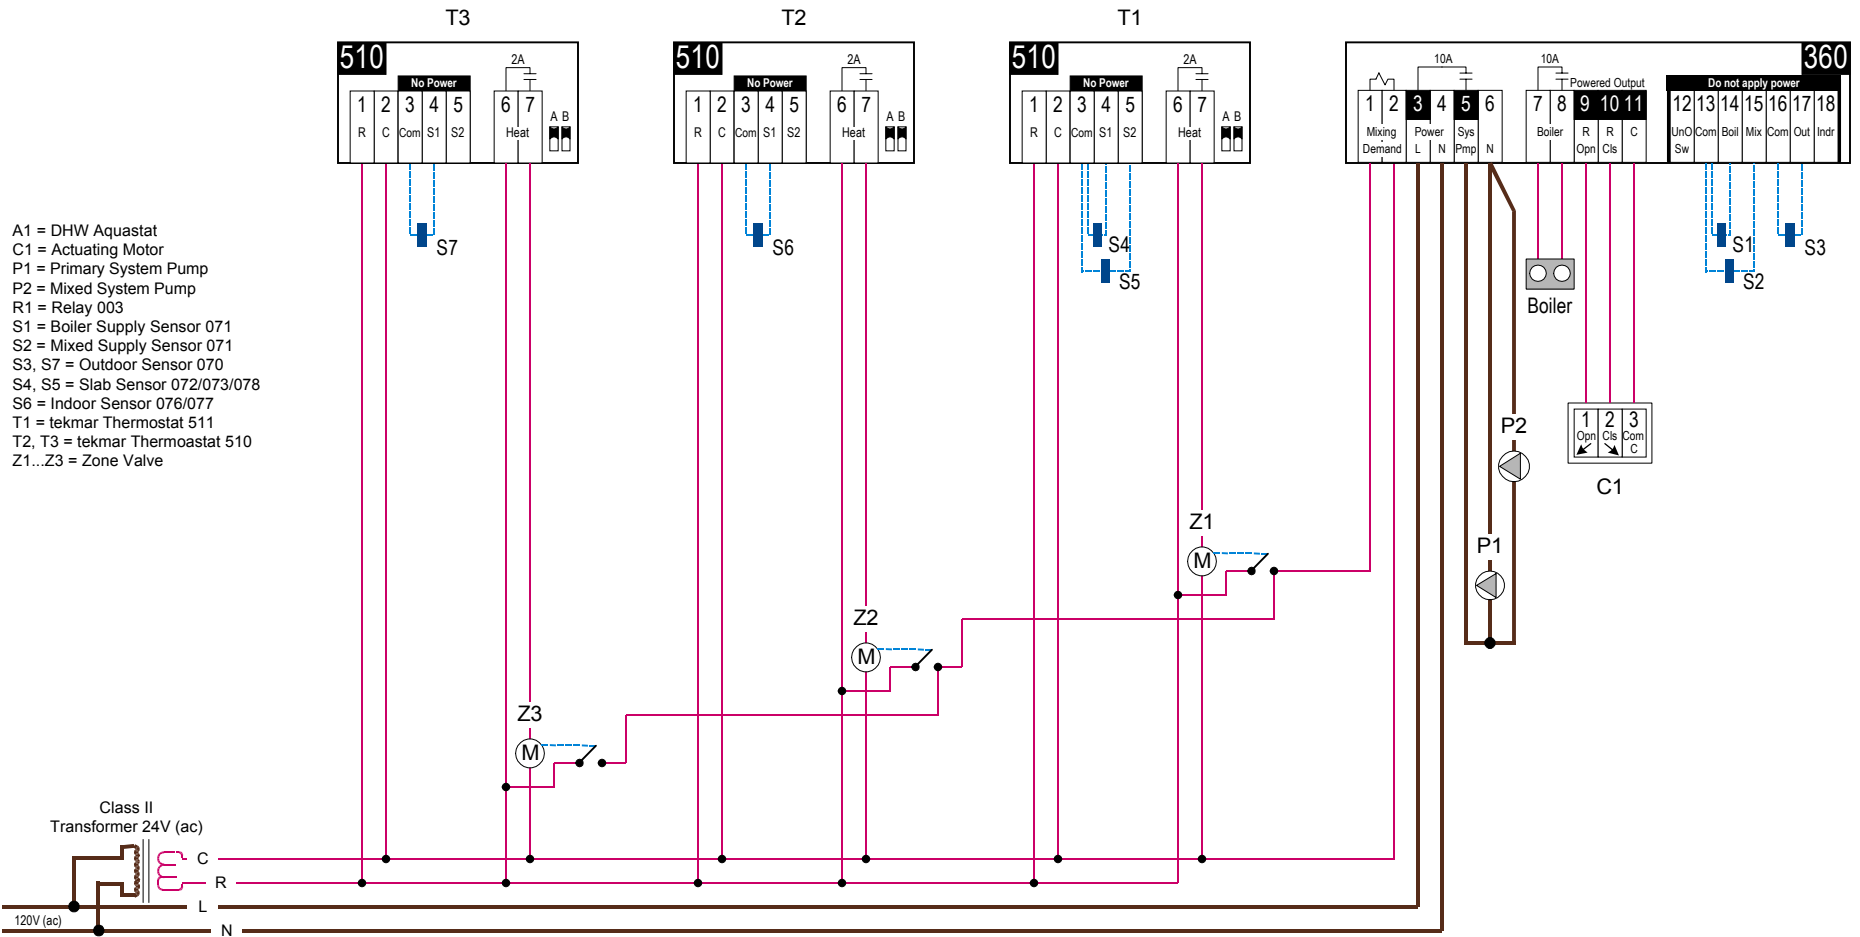 T3
T2
T1
510
2A
No Power
1 2 3 4 5 6 7
R C Com S1 S2 Heat
A B
510
2A
No Power
1 2 3 4 5 6 7
R C Com S1 S2 Heat
A B
510
2A
No Power
1 2 3 4 5 6 7
R C Com S1 S2 Heat
A B
360
10A
10A
Powered Output
Do not apply power
1 2 3 4 5 6 7 8 9 10 11 12 13 14 15 16 17 18
Mixing Power Sys Boiler R R C UnO Com Boil Mix Com Out Indr
Demand L N Pmp N Opn Cls Sw
S7
S6
S4
S5
S1
S2
S3
Boiler
A1 = DHW Aquastat
C1 = Actuating Motor
P1 = Primary System Pump
P2 = Mixed System Pump
R1 = Relay 003
S1 = Boiler Supply Sensor 071
S2 = Mixed Supply Sensor 071
S3, S7 = Outdoor Sensor 070
S4, S5 = Slab Sensor 072/073/078
S6 = Indoor Sensor 076/077
T1 = tekmar Thermostat 511
T2, T3 = tekmar Thermoastat 510
Z1...Z3 = Zone Valve
1 2 3
Opn Cls Com
C
C1
P2
P1
Z1
M
Z2
M
Z3
M
Class II
Transformer 24V (ac)
C
R
L
120V (ac)
N